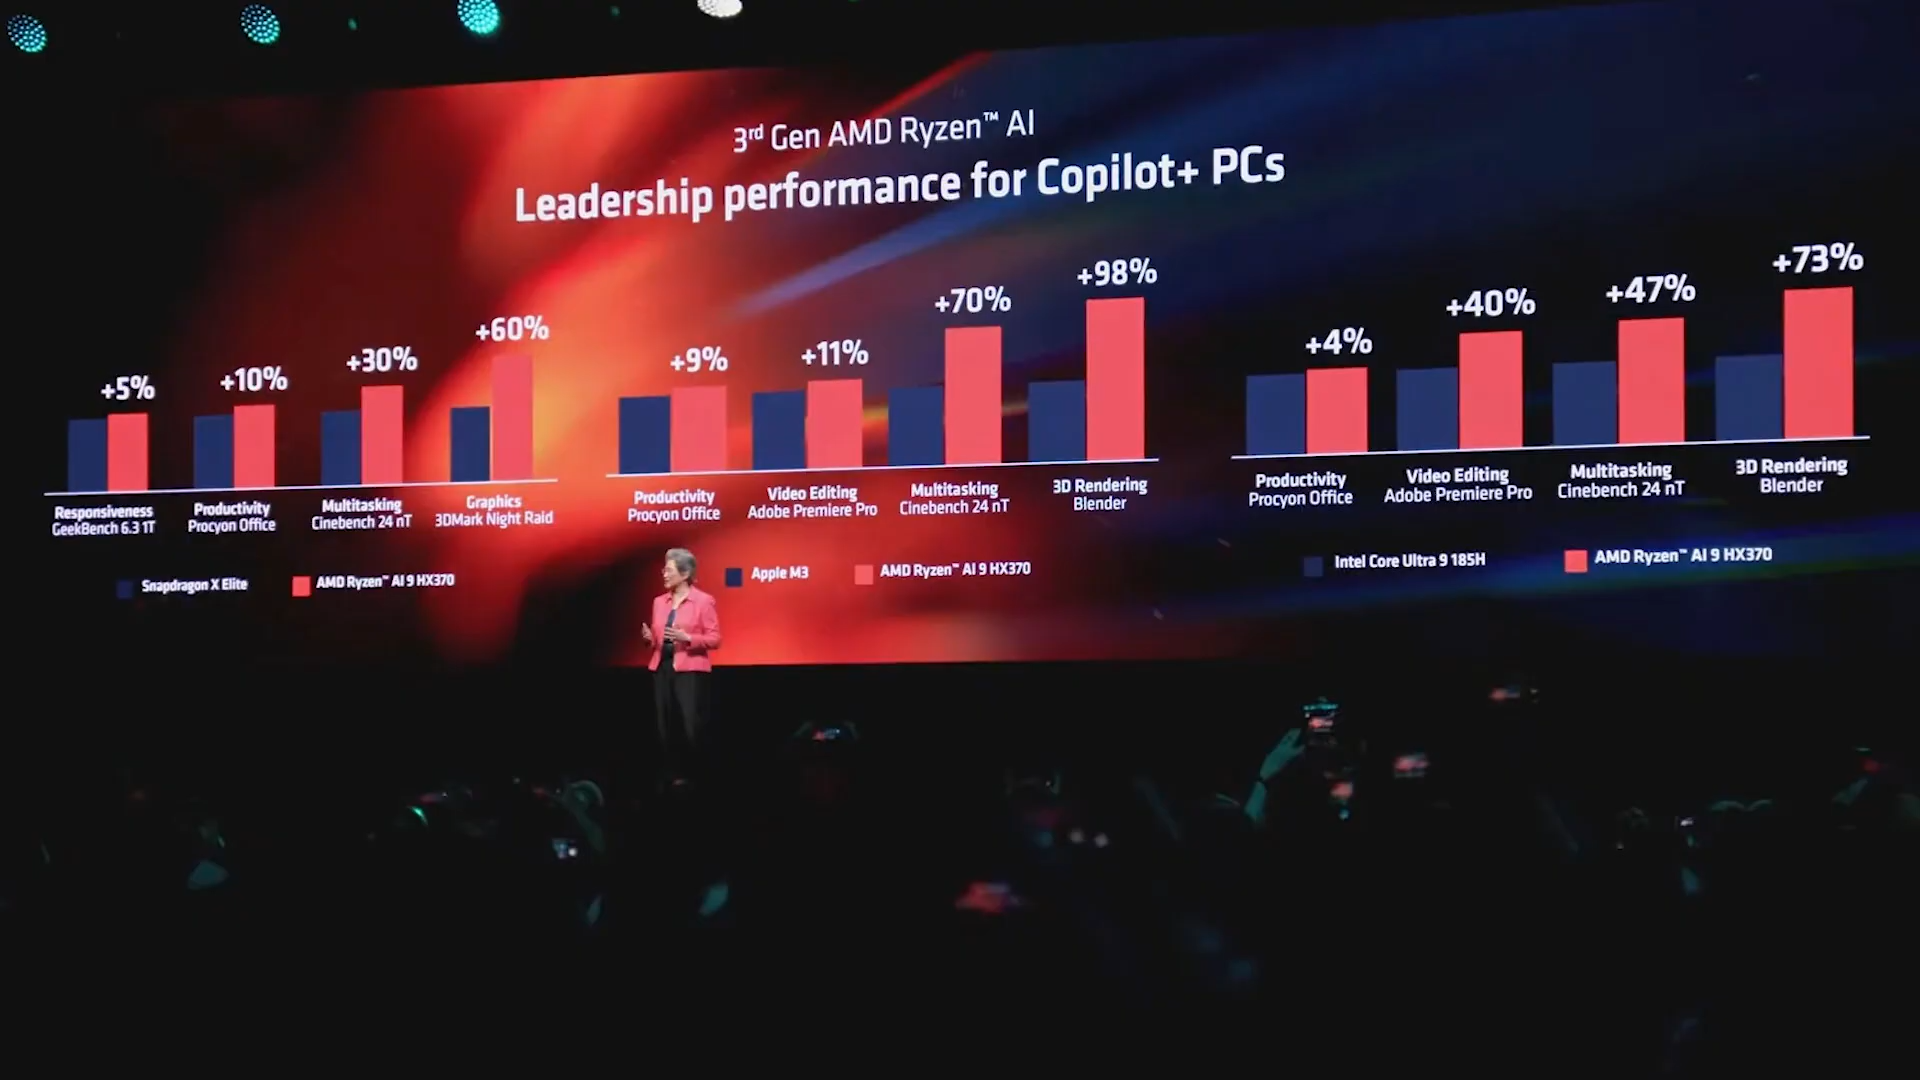 3rd Gen AMD Ryzen™ AI
Leadership performance for Copilot+ PCs
+5%
+10%
+30%
+60%
Responsiveness
GeekBench 6.3 1T
Productivity
Procyon Office
Multitasking
Cinebench 24 nT
Graphics
3DMark Night Raid
Snapdragon X Elite
AMD Ryzen™ AI 9 HX370
+9%
+11%
+70%
+98%
Productivity
Procyon Office
Video Editing
Adobe Premiere Pro
Multitasking
Cinebench 24 nT
3D Rendering
Blender
Apple M3
AMD Ryzen™ AI 9 HX370
+4%
+40%
+47%
+73%
Productivity
Procyon Office
Video Editing
Adobe Premiere Pro
Multitasking
Cinebench 24 nT
3D Rendering
Blender
Intel Core Ultra 9 185H
AMD Ryzen™ AI 9 HX370